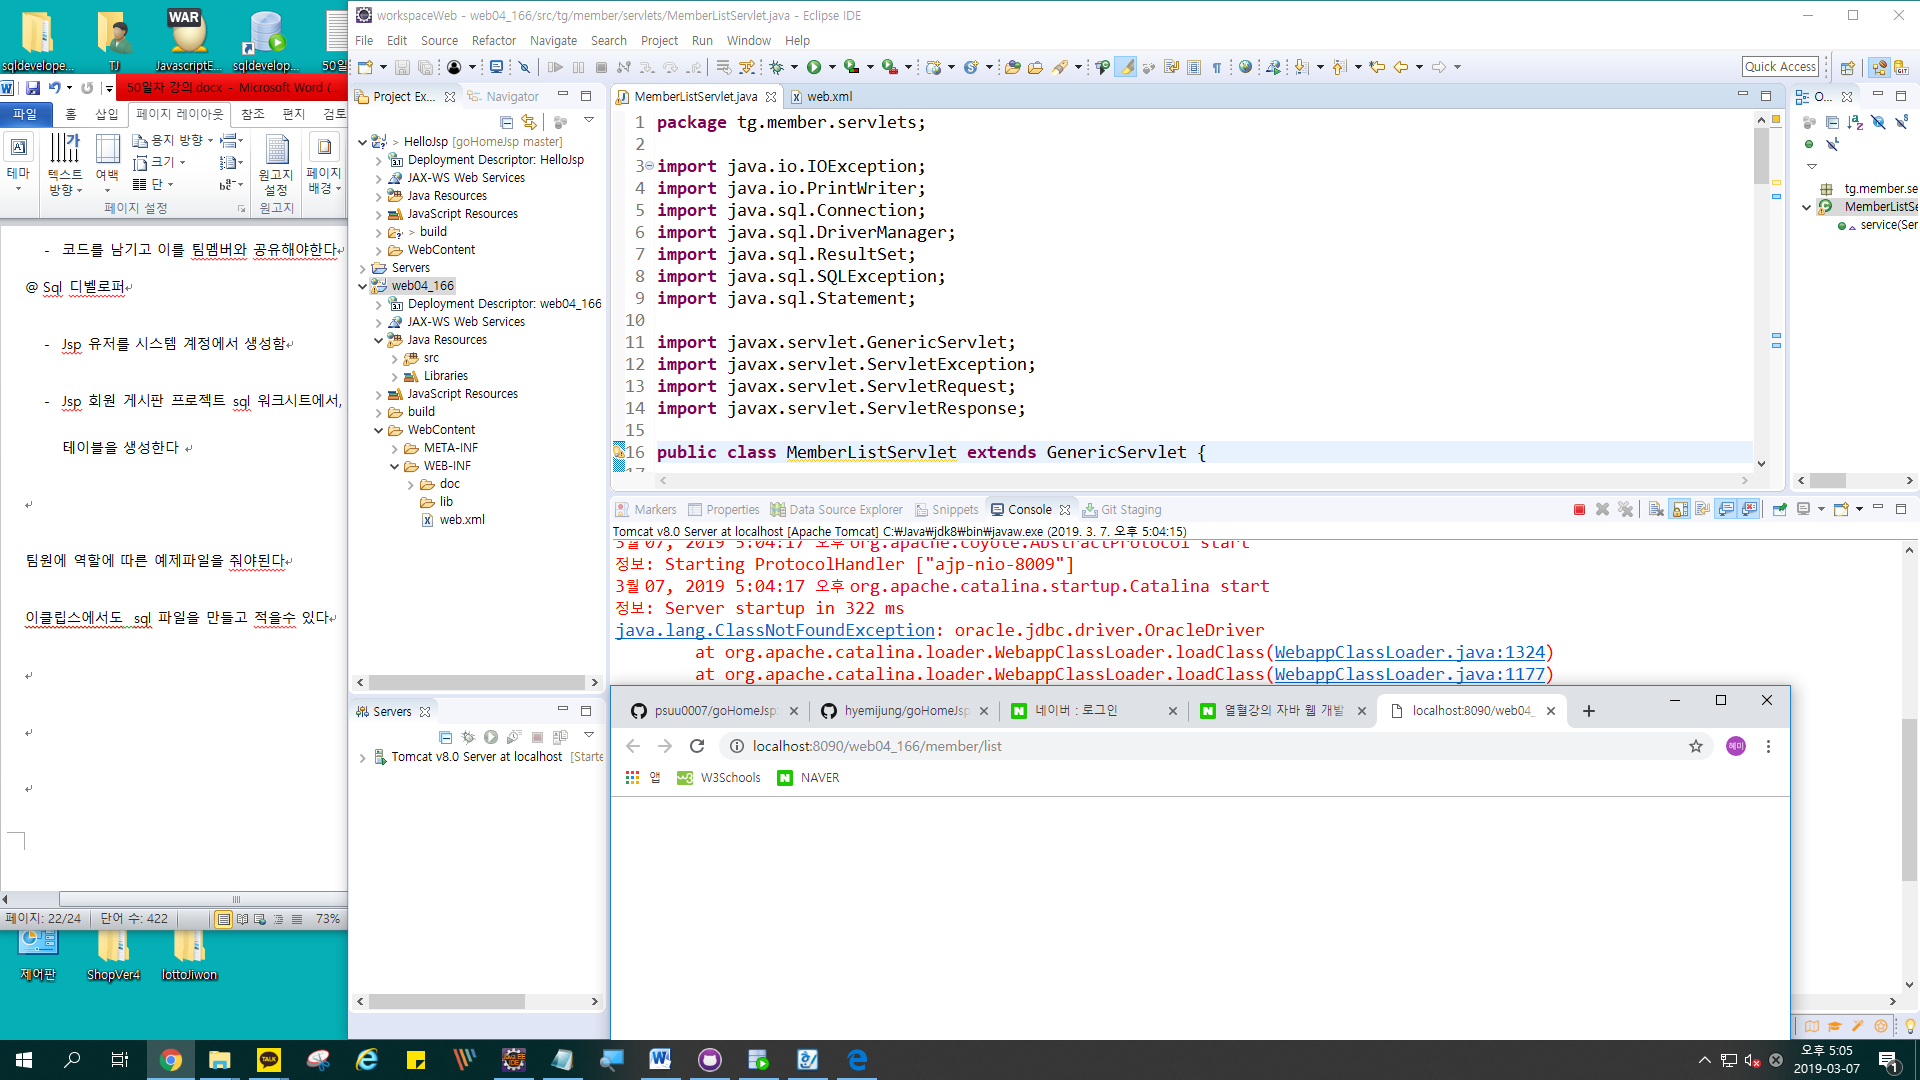 sqldevelope...
TJ
JavascriptE...
sqldevelop...
50일
WAR
50일차 강의.docx - Microsoft Word (...
파일
홈
삽입
페이지 레이아웃
참조
편지
검토
테마
텍스트 방향
여백
용지 방향
크기
단
원고지 설정
페이지 배경
페이지 설정
원고지
- 코드를 남기고 이를 팀멤버와 공유해야한다
@ Sql 디벨로퍼
- Jsp 유저를 시스템 계정에서 생성함
- Jsp 회원 게시판 프로젝트 sql 워크시트에서,
테이블을 생성한다
팀원에 역할에 따른 예제파일을 줘야된다
이클립스에서도 sql 파일을 만들고 적을수 있다
페이지: 22/24
단어 수: 422
73%
제어판
ShopVer4
lottoJiwon
workspaceWeb - web04_166/src/tg/member/servlets/MemberListServlet.java - Eclipse IDE
File Edit Source Refactor Navigate Search Project Run Window Help
Quick Access
Project Ex...
Navigator
> HelloJsp [goHomeJsp master]
Deployment Descriptor: HelloJsp
JAX-WS Web Services
Java Resources
JavaScript Resources
> build
WebContent
Servers
web04_166
Deployment Descriptor: web04_166
JAX-WS Web Services
Java Resources
src
Libraries
JavaScript Resources
build
WebContent
META-INF
WEB-INF
doc
lib
web.xml
Servers
Tomcat v8.0 Server at localhost [Starte
MemberListServlet.java
web.xml
1 package tg.member.servlets;
2
3 import java.io.IOException;
4 import java.io.PrintWriter;
5 import java.sql.Connection;
6 import java.sql.DriverManager;
7 import java.sql.ResultSet;
8 import java.sql.SQLException;
9 import java.sql.Statement;
10
11 import javax.servlet.GenericServlet;
12 import javax.servlet.ServletException;
13 import javax.servlet.ServletRequest;
14 import javax.servlet.ServletResponse;
15
16 public class MemberListServlet extends GenericServlet {
17
O...
tg.member.se
MemberListSe
service(Ser
Markers
Properties
Data Source Explorer
Snippets
Console
Git Staging
Tomcat v8.0 Server at localhost [Apache Tomcat] C:₩Java₩jdk8₩bin₩javaw.exe (2019. 3. 7. 오후 5:04:15)
3월 07, 2019 5:04:17 오후 org.apache.coyote.AbstractProtocol start
정보: Starting ProtocolHandler ["ajp-nio-8009"]
3월 07, 2019 5:04:17 오후 org.apache.catalina.startup.Catalina start
정보: Server startup in 322 ms
java.lang.ClassNotFoundException: oracle.jdbc.driver.OracleDriver
at org.apache.catalina.loader.WebappClassLoader.loadClass(WebappClassLoader.java:1324)
at org.apache.catalina.loader.WebappClassLoader.loadClass(WebappClassLoader.java:1177)
psuu0007/goHomeJsp
hyemijung/goHomeJsp
네이버 : 로그인
열혈강의 자바 웹 개발
localhost:8090/web04_
localhost:8090/web04_166/member/list
혜미
앱
W3Schools
NAVER
오후 5:05
2019-03-07
1